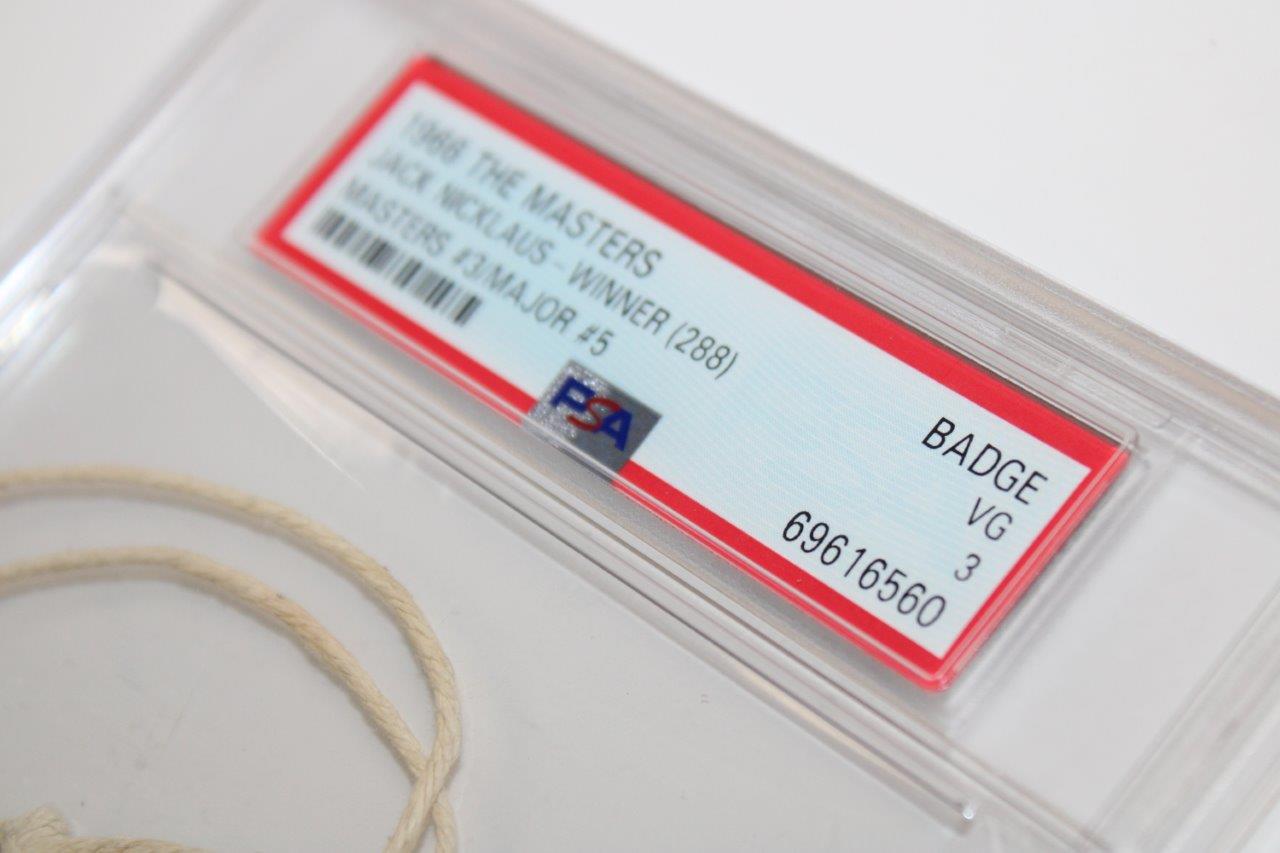 1966 THE MASTERS
JACK NICKLAUS - WINNER (288)
MASTERS #3/MAJOR #5
PSA
BADGE
VG
3
69616560